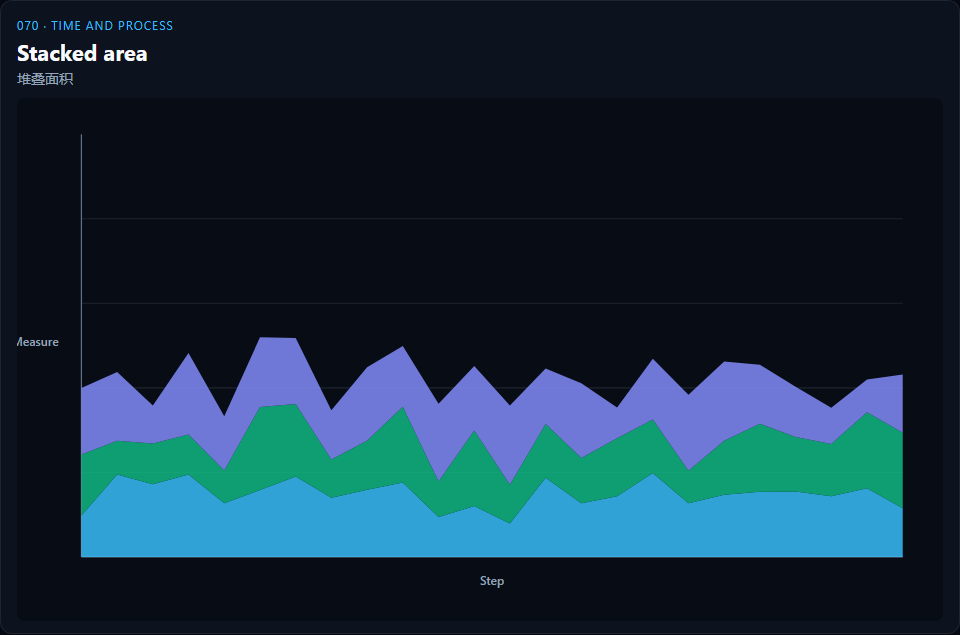 070 · TIME AND PROCESS
Stacked area
堆叠面积
Measure
Step